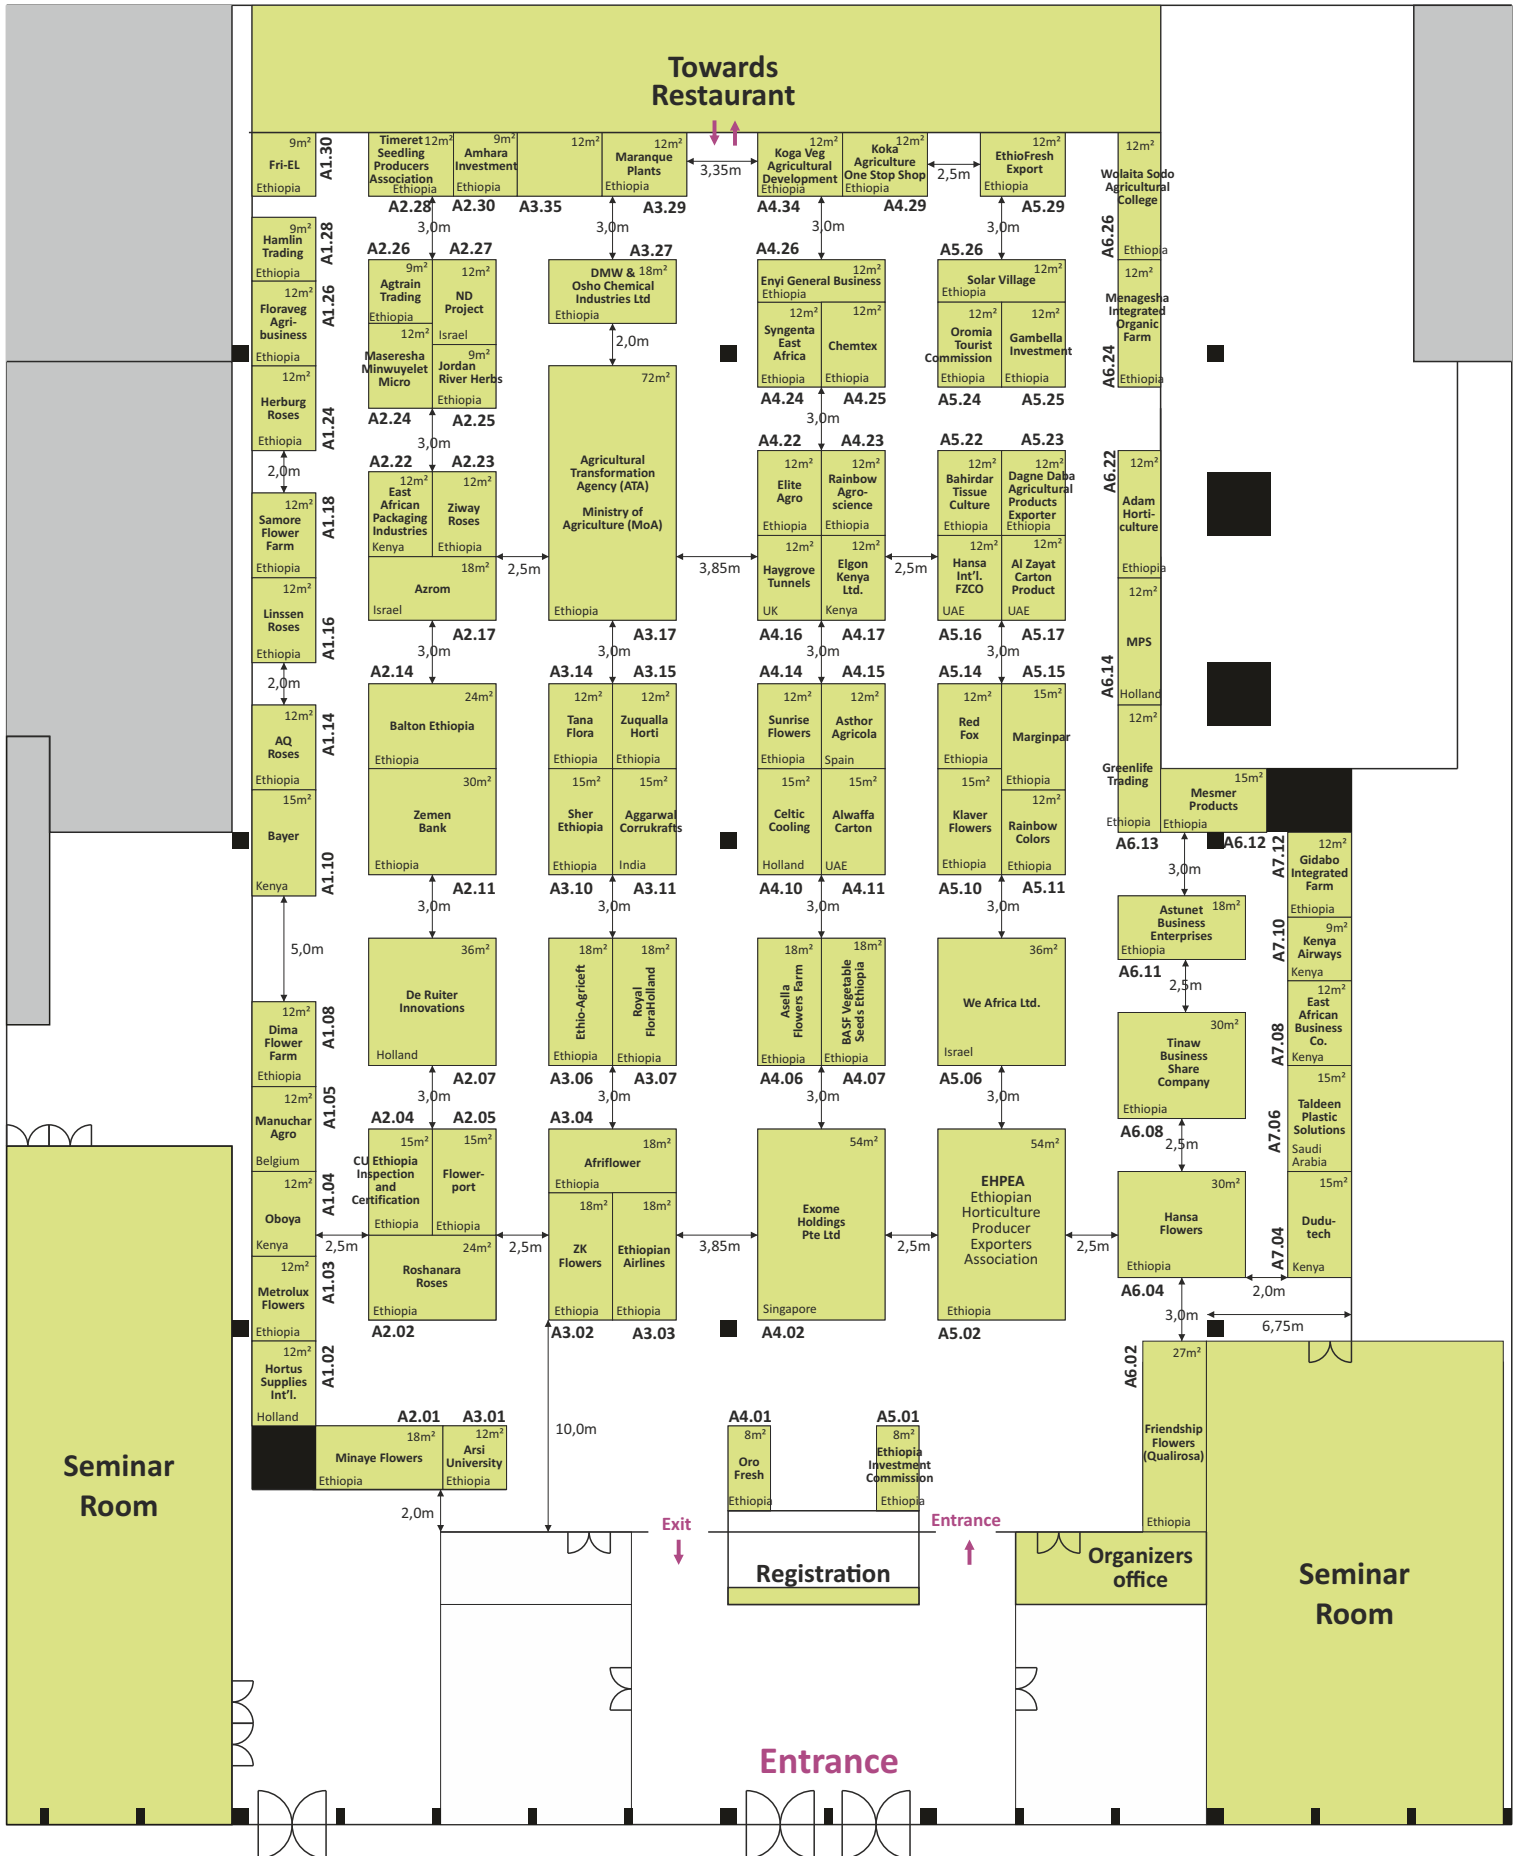 Towards
Restaurant
9m²
Fri-EL
Ethiopia
A1.30
Timeret
12m²
Seedling
Producers
Association
Ethiopia
A2.28
9m²
Amhara
Investment
Ethiopia
A2.30
12m²
A3.35
12m²
Maranque
Plants
Ethiopia
A3.29
3,35m
12m²
Koga Veg
Agricultural
Development
Ethiopia
A4.34
12m²
Koka
Agriculture
One Stop Shop
Ethiopia
A4.29
2,5m
12m²
EthioFresh
Export
Ethiopia
A5.29
12m²
Wolaita Sodo
Agricultural
College
A6.26
Ethiopia
9m²
Hamlin
Trading
Ethiopia
A1.28
3,0m
3,0m
3,0m
3,0m
A2.26
A2.27
A3.27
A4.26
A5.26
12m²
Floraveg
Agri-
business
Ethiopia
A1.26
9m²
Agtrain
Trading
Ethiopia
12m²
ND
Project
Israel
DMW &
18m²
Osho Chemical
Industries Ltd
Ethiopia
2,0m
12m²
Enyi General Business
Ethiopia
12m²
Solar Village
Ethiopia
12m²
Menagesha
Integrated
Organic
Farm
A6.24
Ethiopia
12m²
Maseresha
Minwuyelet
Micro
A2.24
9m²
Jordan
River Herbs
Ethiopia
A2.25
12m²
Syngenta
East
Africa
Ethiopia
A4.24
12m²
Chemtex
Ethiopia
A4.25
12m²
Oromia
Tourist
Commission
Ethiopia
A5.24
12m²
Gambella
Investment
Ethiopia
A5.25
12m²
Herburg
Roses
Ethiopia
A1.24
2,0m
3,0m
3,0m
72m²
Agricultural
Transformation
Agency (ATA)
Ministry of
Agriculture (MoA)
Ethiopia
A3.17
A2.22
A2.23
A4.22
A4.23
A5.22
A5.23
A6.22
12m²
Samore
Flower
Farm
Ethiopia
A1.18
12m²
East
African
Packaging
Industries
Kenya
12m²
Ziway
Roses
Ethiopia
12m²
Elite
Agro
Ethiopia
12m²
Rainbow
Agro-
science
Ethiopia
12m²
Bahirdar
Tissue
Culture
Ethiopia
12m²
Dagne Daba
Agricultural
Products
Exporter
Ethiopia
12m²
Adam
Horti-
culture
Ethiopia
2,5m
3,85m
2,5m
12m²
Linssen
Roses
Ethiopia
A1.16
2,0m
18m²
Azrom
Israel
A2.17
12m²
Haygrove
Tunnels
UK
A4.16
12m²
Elgon
Kenya
Ltd.
Kenya
A4.17
12m²
Hansa
Int'l.
FZCO
UAE
A5.16
12m²
Al Zayat
Carton
Product
UAE
A5.17
12m²
MPS
A6.14
Holland
3,0m
3,0m
3,0m
3,0m
A2.14
A3.14
A3.15
A4.14
A4.15
A5.14
A5.15
12m²
AQ
Roses
Ethiopia
A1.14
24m²
Balton Ethiopia
Ethiopia
12m²
Tana
Flora
Ethiopia
12m²
Zuqualla
Horti
Ethiopia
12m²
Sunrise
Flowers
Ethiopia
12m²
Asthor
Agricola
Spain
12m²
Red
Fox
Ethiopia
15m²
Marginpar
Ethiopia
12m²
Greenlife
Trading
Ethiopia
A6.13
15m²
Mesmer
Products
Ethiopia
A6.12
15m²
Bayer
Kenya
A1.10
30m²
Zemen
Bank
Ethiopia
A2.11
15m²
Sher
Ethiopia
Ethiopia
A3.10
15m²
Aggarwal
Corrukrafts
India
A3.11
15m²
Celtic
Cooling
Holland
A4.10
15m²
Alwaffa
Carton
UAE
A4.11
15m²
Klaver
Flowers
Ethiopia
A5.10
12m²
Rainbow
Colors
Ethiopia
A5.11
3,0m
A7.12
12m²
Gidabo
Integrated
Farm
Ethiopia
5,0m
3,0m
3,0m
3,0m
3,0m
18m²
Astunet
Business
Enterprises
Ethiopia
A6.11
2,5m
A7.10
9m²
Kenya
Airways
Kenya
36m²
De Ruiter
Innovations
Holland
A2.07
18m²
Ethio-Agriceft
Ethiopia
A3.06
18m²
Royal
FloraHolland
Ethiopia
A3.07
18m²
Asella
Flowers Farm
Ethiopia
A4.06
18m²
BASF Vegetable
Seeds Ethiopia
Ethiopia
A4.07
36m²
We Africa Ltd.
Israel
A5.06
30m²
Tinaw
Business
Share
Company
Ethiopia
A6.08
2,5m
12m²
East
African
Business
Co.
Kenya
A7.08
12m²
Dima
Flower
Farm
Ethiopia
A1.08
3,0m
3,0m
3,0m
3,0m
A2.04
A2.05
A3.04
12m²
Manuchar
Agro
Belgium
A1.05
15m²
CU Ethiopia
Inspection
and
Certification
Ethiopia
15m²
Flower-
port
Ethiopia
18m²
Afriflower
Ethiopia
54m²
Exome
Holdings
Pte Ltd
Singapore
A4.02
54m²
EHPEA
Ethiopian
Horticulture
Producer
Exporters
Association
Ethiopia
A5.02
15m²
Taldeen
Plastic
Solutions
Saudi
Arabia
A7.06
12m²
Oboya
Kenya
A1.04
2,5m
2,5m
3,85m
2,5m
2,5m
24m²
Roshanara
Roses
Ethiopia
A2.02
18m²
ZK
Flowers
Ethiopia
A3.02
18m²
Ethiopian
Airlines
Ethiopia
A3.03
30m²
Hansa
Flowers
Ethiopia
A6.04
15m²
Dudu-
tech
Kenya
A7.04
2,0m
3,0m
6,75m
12m²
Metrolux
Flowers
Ethiopia
A1.03
12m²
Hortus
Supplies
Int'l.
Holland
A1.02
A6.02
27m²
Friendship
Flowers
(Qualirosa)
Ethiopia
A2.01
18m²
Minaye Flowers
Ethiopia
A3.01
12m²
Arsi
University
Ethiopia
10,0m
A4.01
8m²
Oro
Fresh
Ethiopia
A5.01
8m²
Ethiopia
Investment
Commission
Ethiopia
2,0m
Seminar
Room
Exit
Entrance
Registration
Organizers
office
Seminar
Room
Entrance